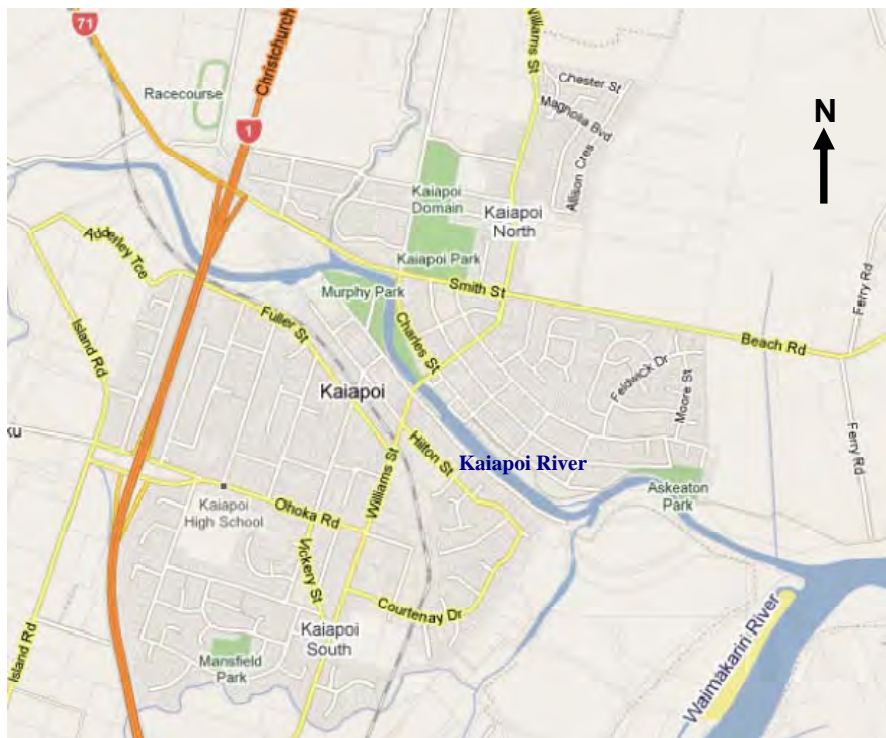 71
Christchurch
Williams St
Chester St
Racecourse
Magnolia Bvd
N
1
Allison Cres
Kaiapoi
Domain
Kaiapoi
North
Adderley Tce
Kaiapoi Park
Ferry Rd
Murphy Park
Smith St
Fuller St
Charles St
Beach Rd
Island Rd
Feldwick Dr
Moore St
Kaiapoi
ku
Hilton St
Kaiapoi River
Ferry Rd
Williams St
Askeaton
Park
Kaiapoi
High School
Ohoka Rd
Vickery St
Courtenay Dr
Waimakariri River
Island Rd
Kaiapoi
South
Mansfield
Park